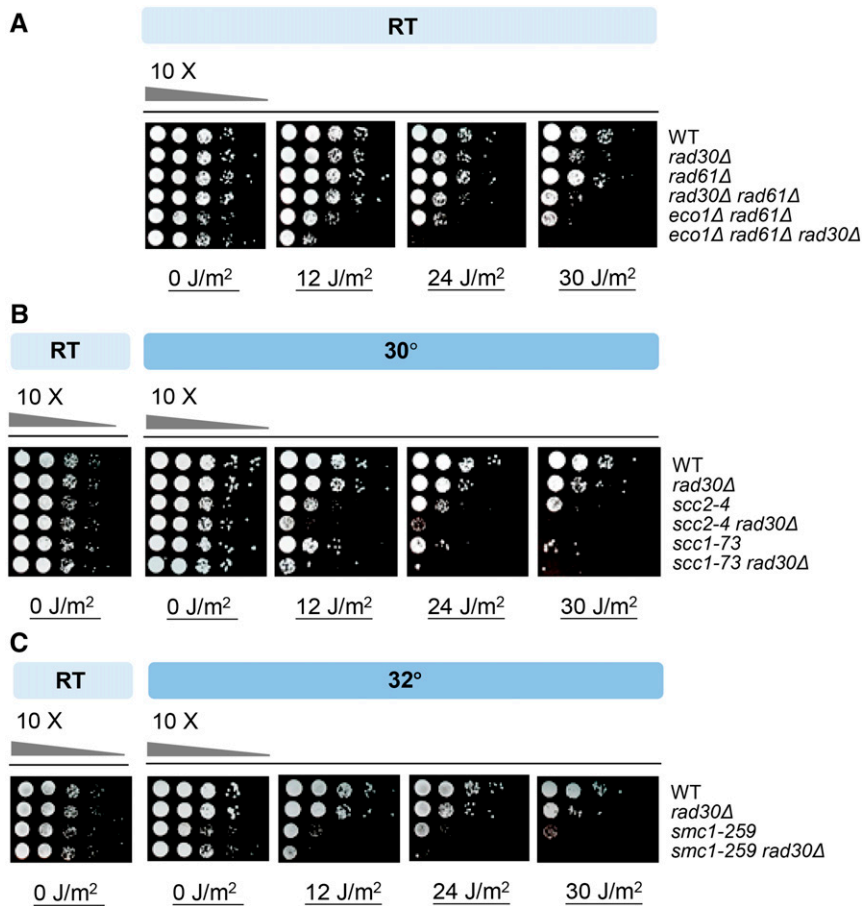 A
RT
10 X
WT
rad30Δ
rad61Δ
rad30Δ rad61Δ
eco1Δ rad61Δ
eco1Δ rad61Δ rad30Δ
0 J/m² 12 J/m² 24 J/m² 30 J/m²
B
RT 30°
10 X 10 X
WT
rad30Δ
scc2-4
scc2-4 rad30Δ
scc1-73
scc1-73 rad30Δ
0 J/m² 0 J/m² 12 J/m² 24 J/m² 30 J/m²
C
RT 32°
10 X 10 X
WT
rad30Δ
smc1-259
smc1-259 rad30Δ
0 J/m² 0 J/m² 12 J/m² 24 J/m² 30 J/m²